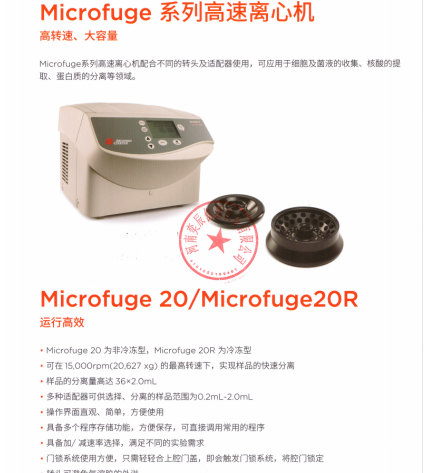 Microfuge 系列高速离心机
高转速、大容量
Microfuge系列高速离心机配合不同的转头及适配器使用，可应用于细胞及菌液的收集、核酸的提
取、蛋白质的分离等领域。
Microfuge 20/Microfuge20R
运行高效
• Microfuge 20 为非冷冻型，Microfuge 20R 为冷冻型
• 可在 15,000rpm(20,627 xg) 的最高转速下，实现样品的快速分离
• 样品的分离量高达 36×2.0mL
• 多种适配器可供选择、分离的样品范围为0.2mL-2.0mL
• 操作界面直观、简单，方便使用
• 具备多个程序存储功能，方便保存，可直接调用常用的程序
• 具备加/ 减速率选择，满足不同的实验需求
• 门锁系统使用方便，只需轻轻合上腔门盖，即会触发门锁系统，将腔门锁定